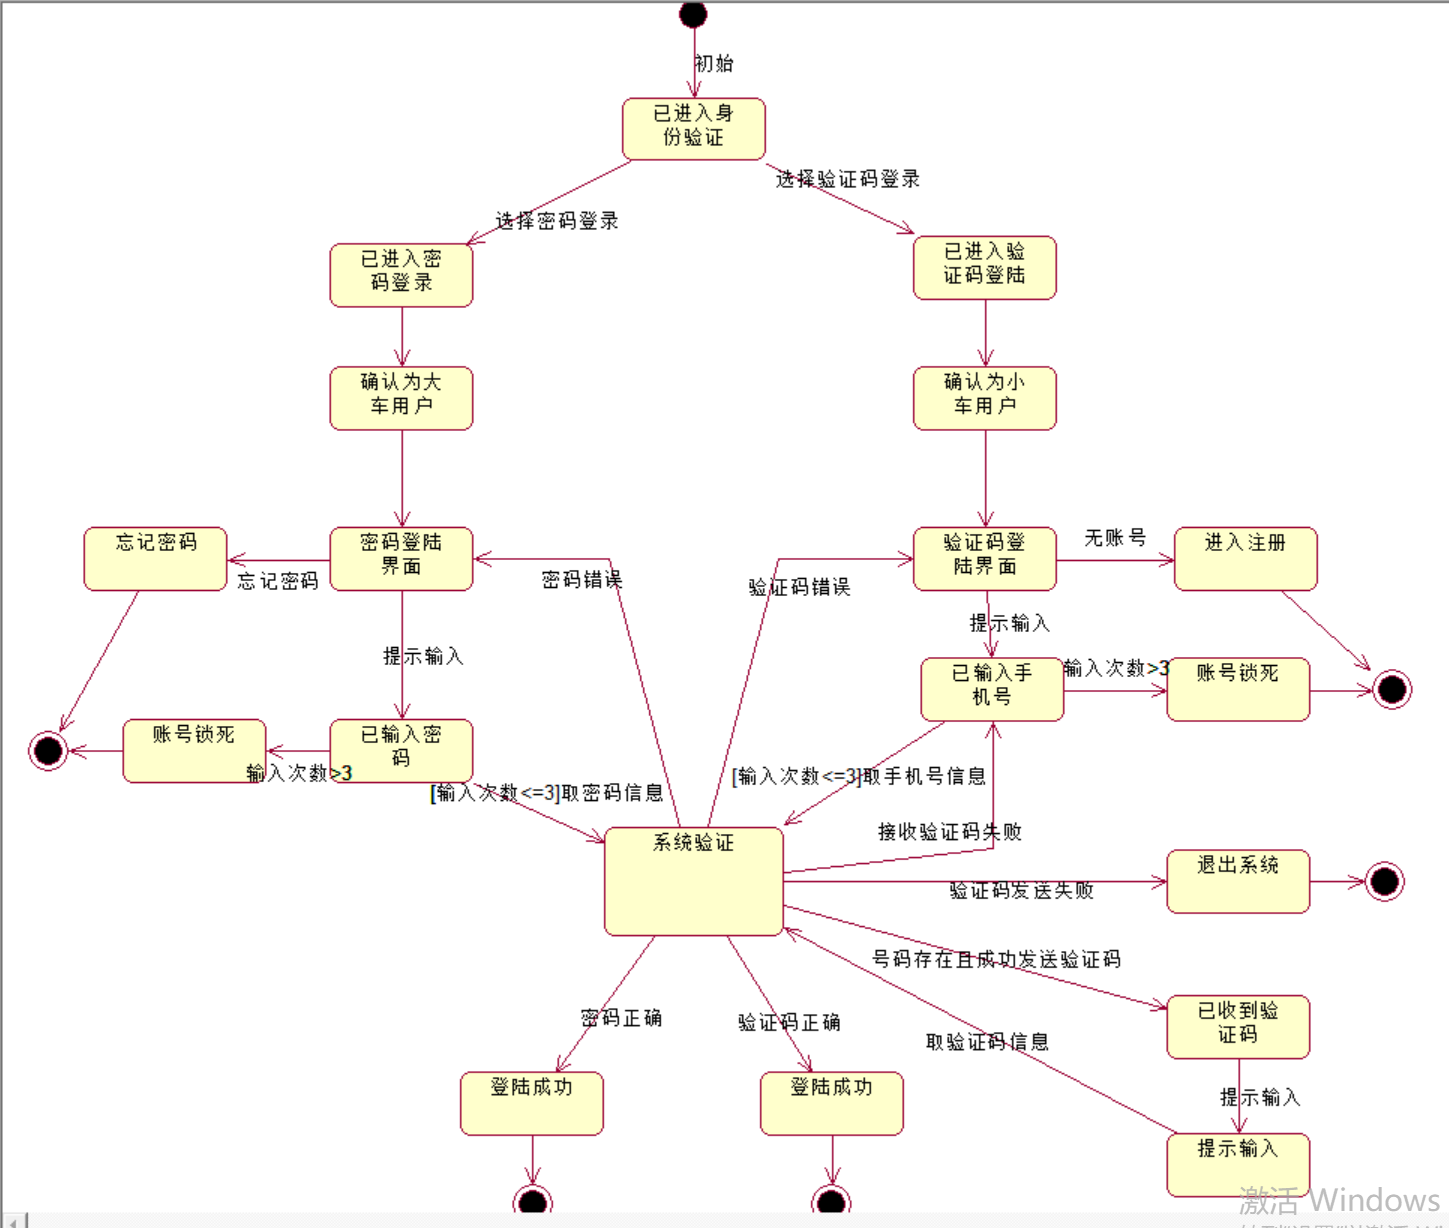 初始
已进入身
份验证
选择验证码登录
选择密码登录
已进入密
码登录
已进入验
证码登陆
确认为大
车用户
确认为小
车用户
忘记密码
忘记密码
密码登陆
界面
密码错误
验证码错误
验证码登
陆界面
无账号
进入注册
提示输入
提示输入
已输入手
机号
输入次数>3
账号锁死
账号锁死
输入次数>3
已输入密
码
[输入次数<=3]取密码信息
[输入次数<=3]取手机号信息
系统验证
接收验证码失败
验证码发送失败
退出系统
号码存在且成功发送验证码
已收到验
证码
取验证码信息
密码正确
验证码正确
登陆成功
登陆成功
提示输入
提示输入
激活 Windows